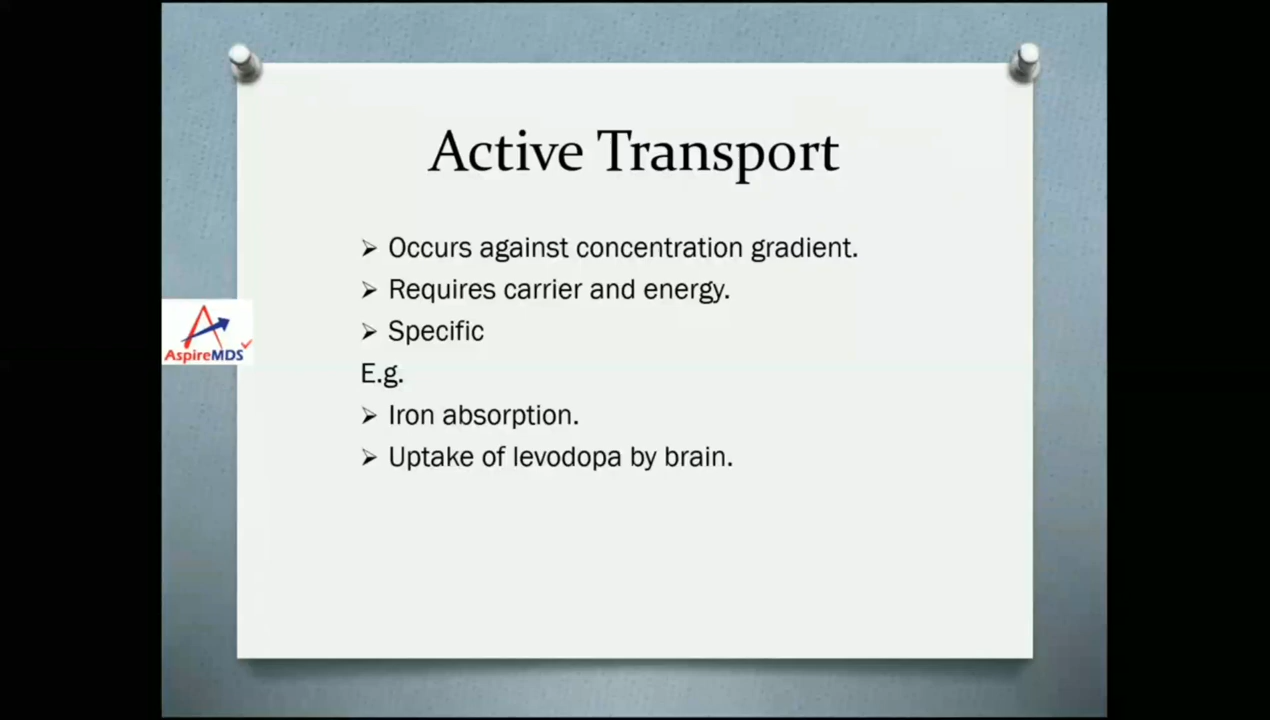 Active Transport
➢ Occurs against concentration gradient.
➢ Requires carrier and energy.
➢ Specific
E.g.
➢ Iron absorption.
➢ Uptake of levodopa by brain.
AspireMDS